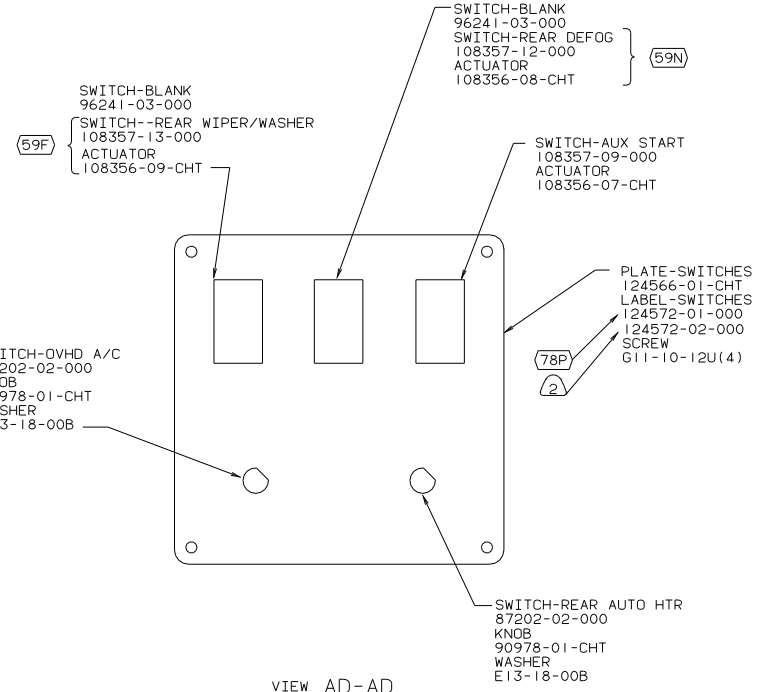 SWITCH-BLANK
96241-03-000
SWITCH-REAR DEFOG
108357-12-000
ACTUATOR
108356-08-CHT
59N
SWITCH-BLANK
96241-03-000
SWITCH--REAR WIPER/WASHER
108357-13-000
ACTUATOR
108356-09-CHT
59F
SWITCH-AUX START
108357-09-000
ACTUATOR
108356-07-CHT
PLATE-SWITCHES
124566-01-CHT
LABEL-SWITCHES
124572-01-000
124572-02-000
SCREW
G11-10-12U(4)
78P
2
ITCH-OVHD A/C
202-02-000
OB
978-01-CHT
SHER
3-18-00B
SWITCH-REAR AUTO HTR
87202-02-000
KNOB
90978-01-CHT
WASHER
E13-18-00B
VIEW AD-AD